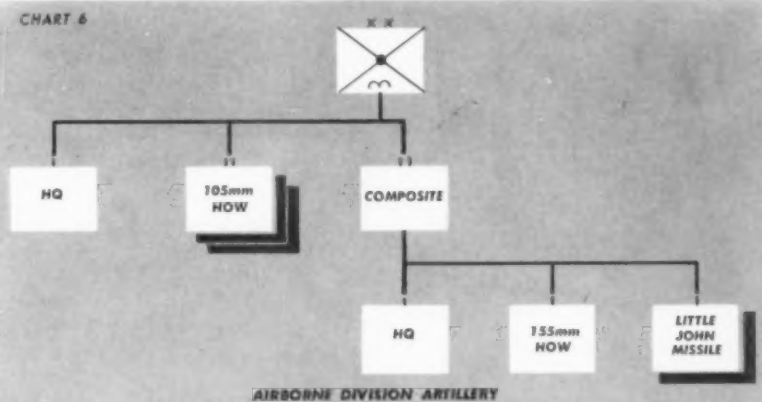 CHART 6
XX
HQ
105mm
HOW
COMPOSITE
HQ
155mm
HOW
LITTLE
JOHN
MISSILE
AIRBORNE DIVISION ARTILLERY